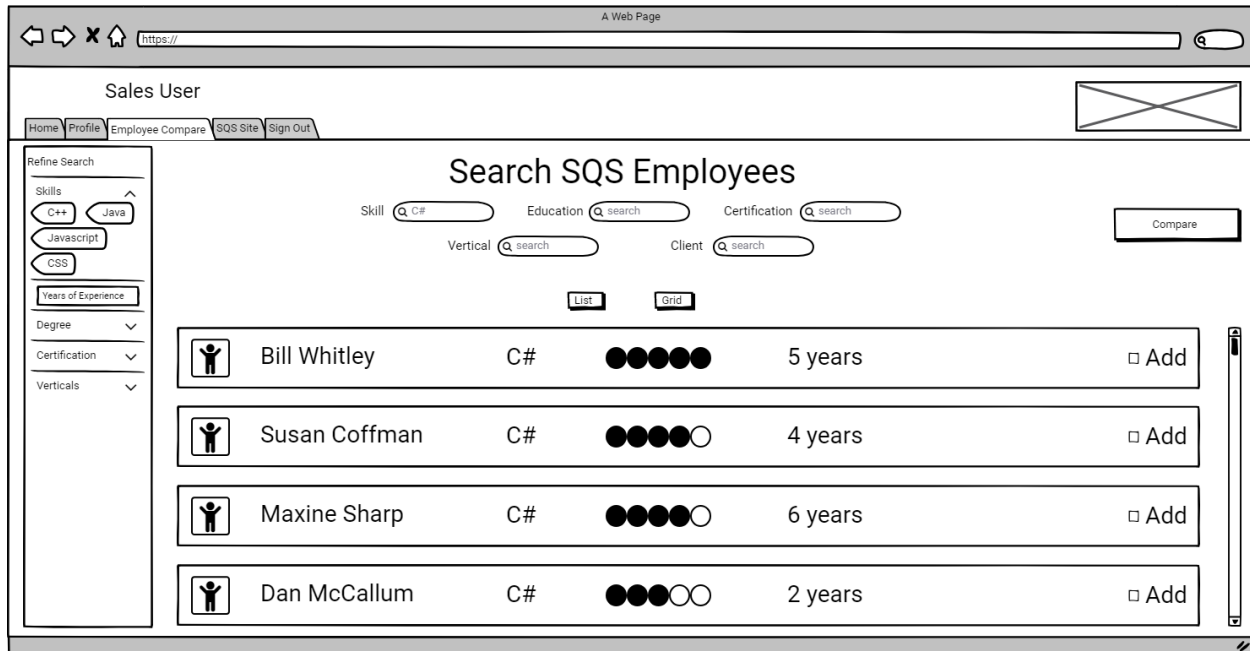 A Web Page
https://
Sales User
Home Profile Employee Compare SQS Site Sign Out
Refine Search
Skills
C++ Java
Javascript
CSS
Years of Experience
Degree
Certification
Verticals
Search SQS Employees
Skill C# Education search Certification search
Vertical search Client search
Compare
List Grid
Bill Whitley C# 5 years Add
Susan Coffman C# 4 years Add
Maxine Sharp C# 6 years Add
Dan McCallum C# 2 years Add